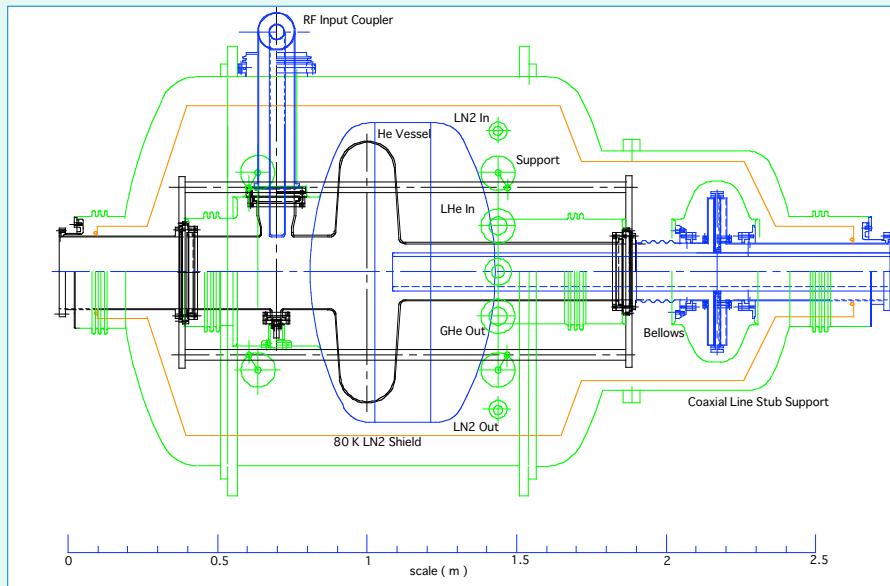 RF Input Coupler
LN2 In
He Vessel
Support
LHe In
GHe Out
Bellows
Coaxial Line Stub Support
LN2 Out
80 K LN2 Shield
0 0.5 1 1.5 2 2.5
scale ( m )